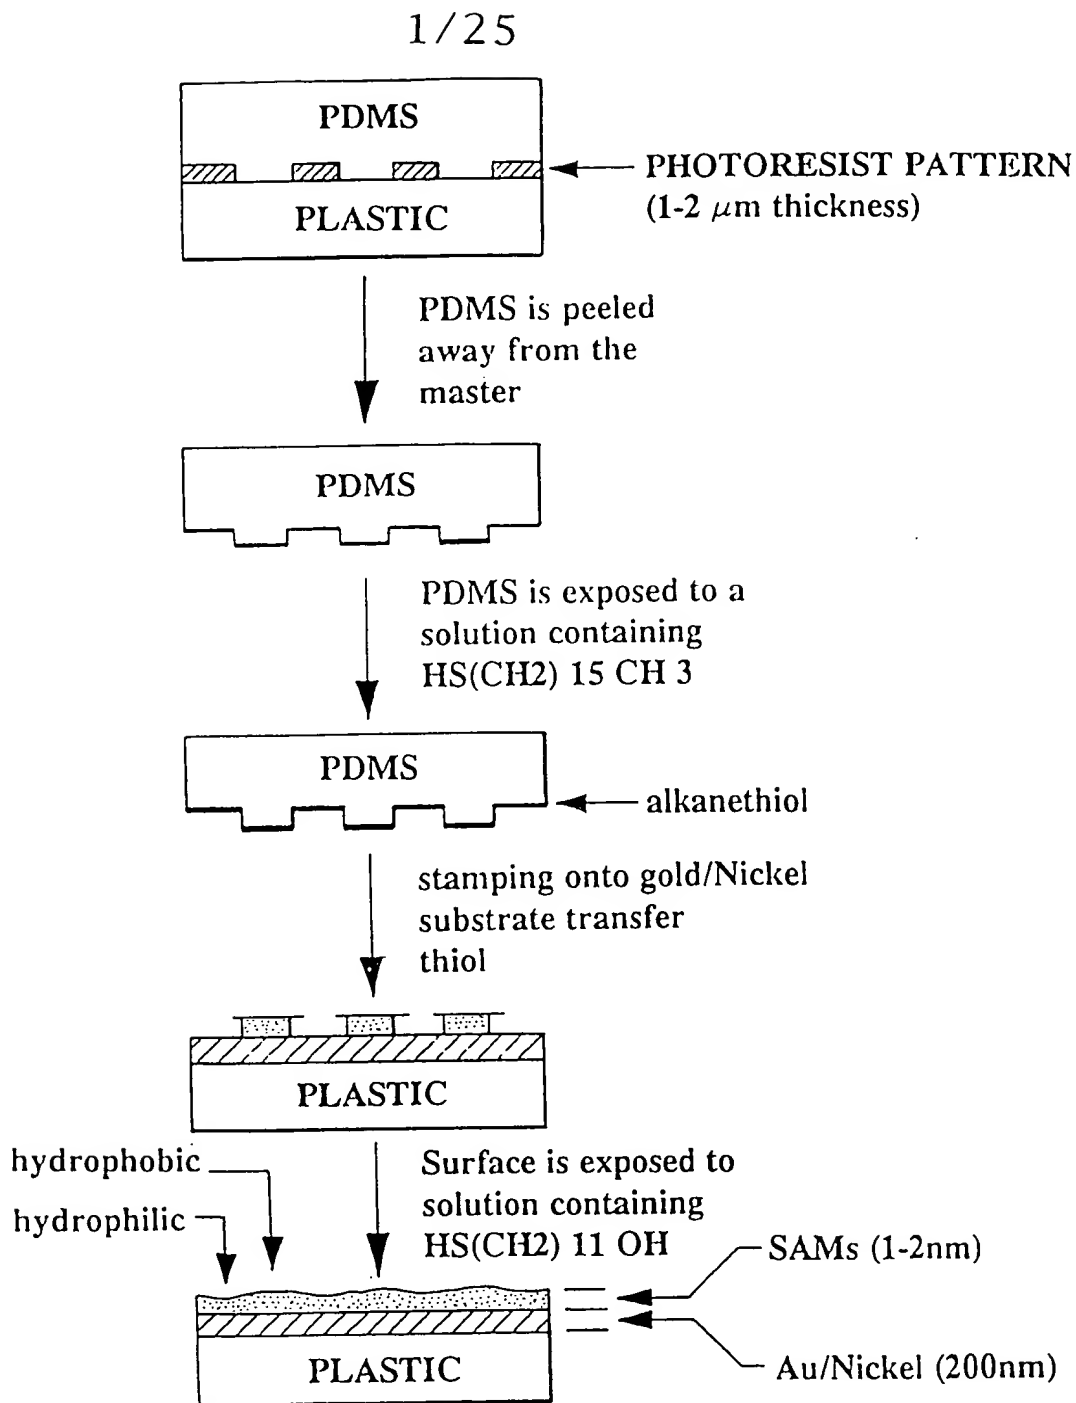 1/25
PDMS
PHOTORESIST PATTERN
(1-2 μm thickness)
PLASTIC
PDMS is peeled
away from the
master
PDMS
PDMS is exposed to a
solution containing
HS(CH2) 15 CH 3
PDMS
alkanethiol
stamping onto gold/Nickel
substrate transfer
thiol
PLASTIC
hydrophobic
hydrophilic
Surface is exposed to
solution containing
HS(CH2) 11 OH
SAMs (1-2nm)
PLASTIC
Au/Nickel (200nm)